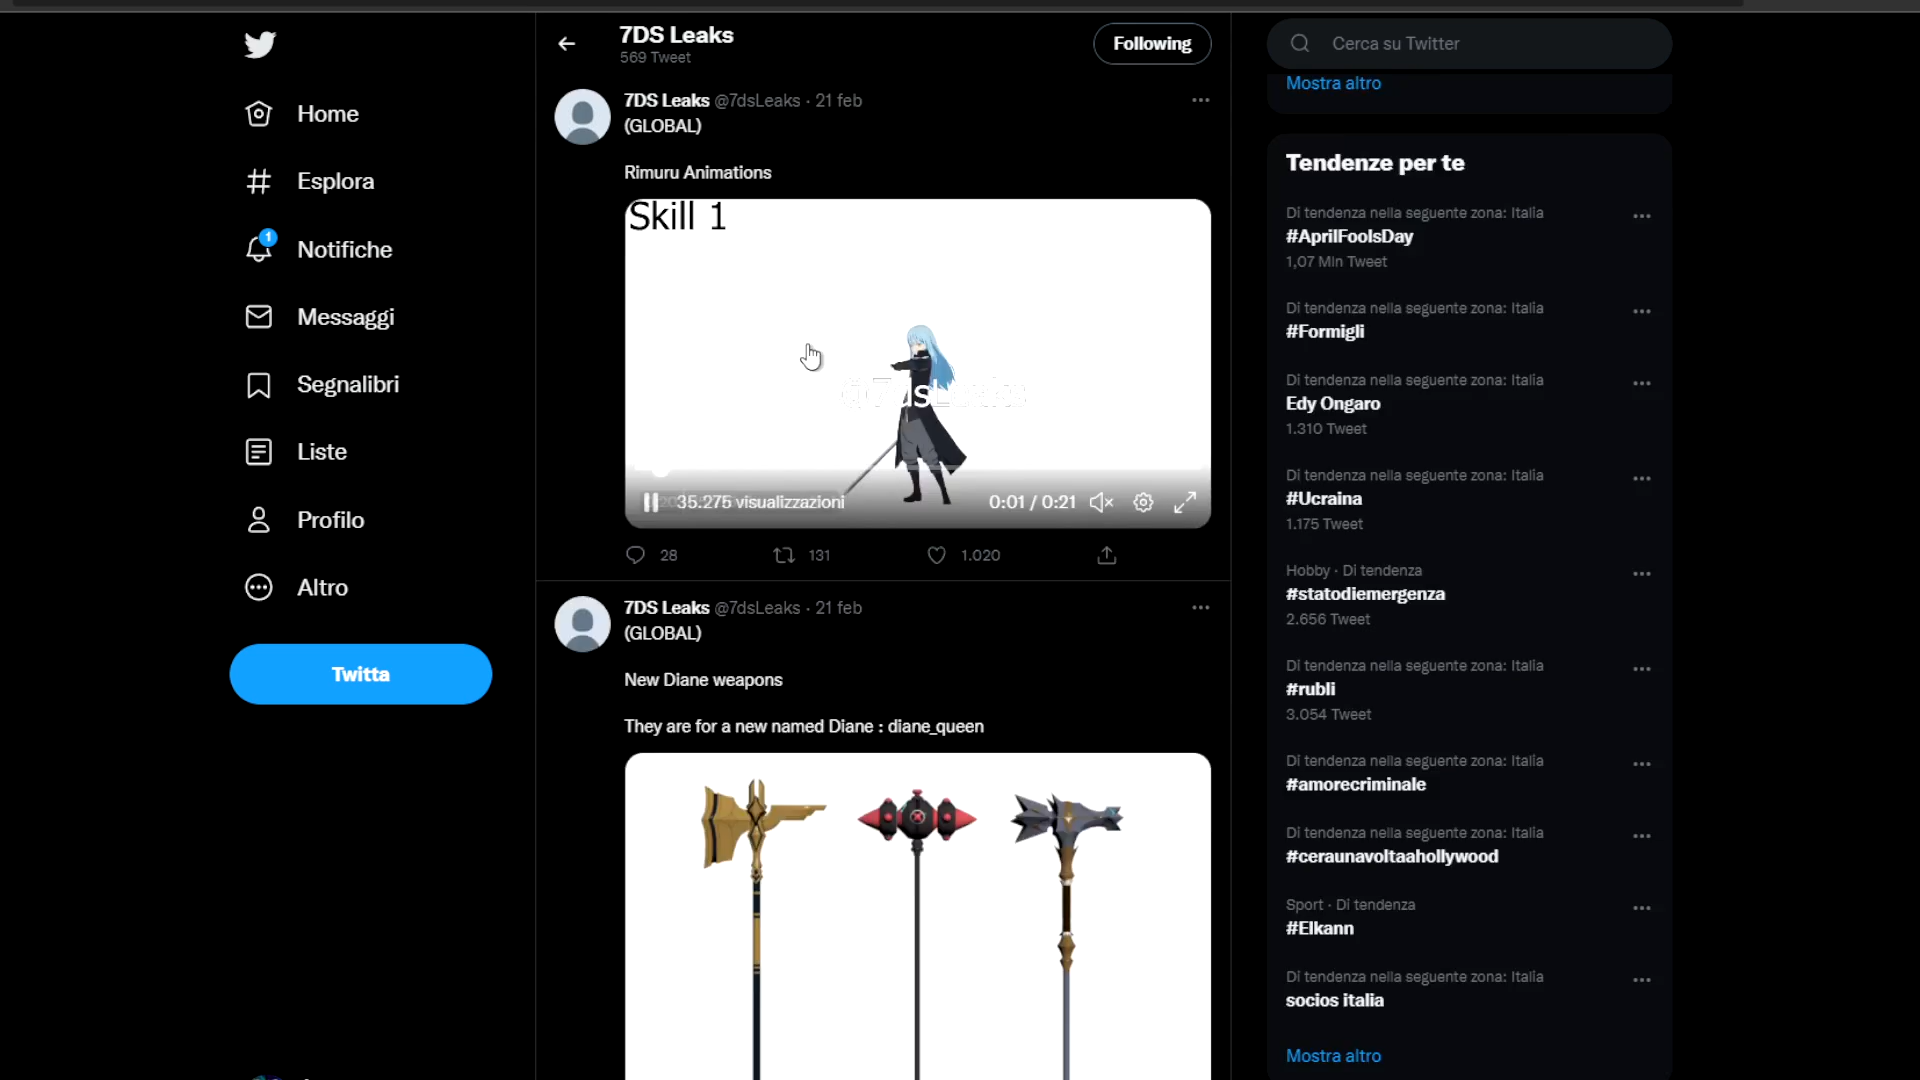 Home
Esplora
1
Notifiche
Messaggi
Segnalibri
Liste
Profilo
Altro
Twitta
7DS Leaks
569 Tweet
Following
7DS Leaks @7dsLeaks · 21 feb
(GLOBAL)
Rimuru Animations
Skill 1
@7dsLeaks
35.275 visualizzazioni
0:01 / 0:21
28
131
1.020
7DS Leaks @7dsLeaks · 21 feb
(GLOBAL)
New Diane weapons
They are for a new named Diane : diane_queen
Cerca su Twitter
Mostra altro
Tendenze per te
Di tendenza nella seguente zona: Italia
#AprilFoolsDay
1,07 Mln Tweet
Di tendenza nella seguente zona: Italia
#Formigli
Di tendenza nella seguente zona: Italia
Edy Ongaro
1.310 Tweet
Di tendenza nella seguente zona: Italia
#Ucraina
1.175 Tweet
Hobby · Di tendenza
#statodiemergenza
2.656 Tweet
Di tendenza nella seguente zona: Italia
#rubli
3.054 Tweet
Di tendenza nella seguente zona: Italia
#amorecriminale
Di tendenza nella seguente zona: Italia
#ceraunavoltaahollywood
Sport · Di tendenza
#Elkann
Di tendenza nella seguente zona: Italia
socios italia
Mostra altro